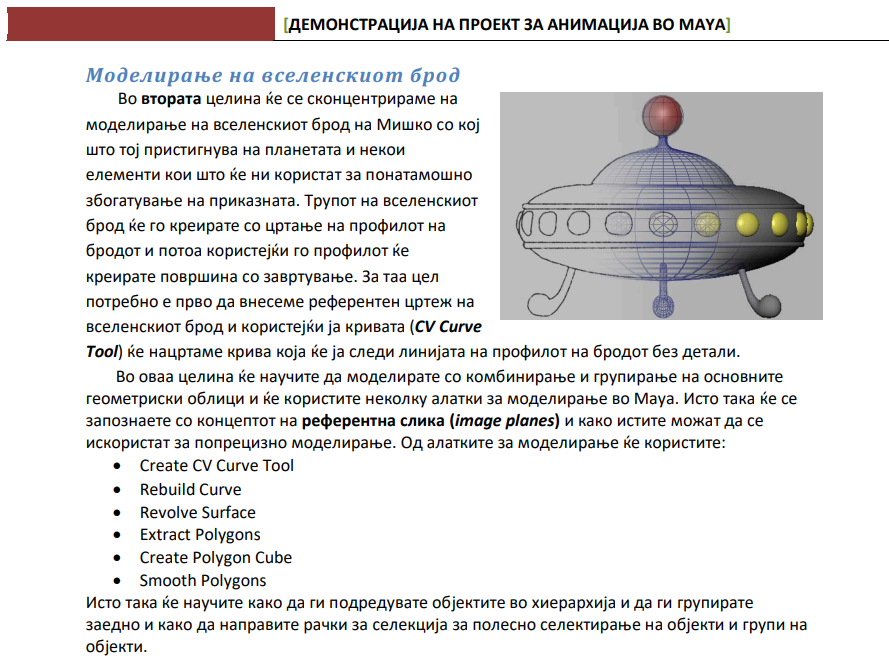 [ДЕМОНСТРАЦИЈА НА ПРОЕКТ ЗА АНИМАЦИЈА ВО MAYA]
Моделирање на вселенскиот брод
Во втората целина ќе се сконцентрираме на
моделирање на вселенскиот брод на Мишко со кој
што тој пристигнува на планетата и некои
елементи кои што ќе ни користат за понатамошно
збогатување на приказната. Трупот на вселенскиот
брод ќе го креирате со цртање на профилот на
бродот и потоа користејќи го профилот ќе
креирате површина со завртување. За таа цел
потребно е прво да внесеме референтен цртеж на
вселенскиот брод и користејќи ја кривата (CV Curve
Tool) ќе нацртаме крива која ќе ја следи линијата на профилот на бродот без детали.
Во оваа целина ќе научите да моделирате со комбинирање и групирање на основните
геометриски облици и ќе користите неколку алатки за моделирање во Maya. Исто така ќе се
запознаете со концептот на референтна слика (image planes) и како истите можат да се
искористат за попрецизно моделирање. Од алатките за моделирање ќе користите:
• Create CV Curve Tool
• Rebuild Curve
• Revolve Surface
• Extract Polygons
• Create Polygon Cube
• Smooth Polygons
Исто така ќе научите како да ги подредувате објектите во хиерархија и да ги групирате
заедно и како да направите рачки за селекција за полесно селектирање на објекти и групи на
објекти.